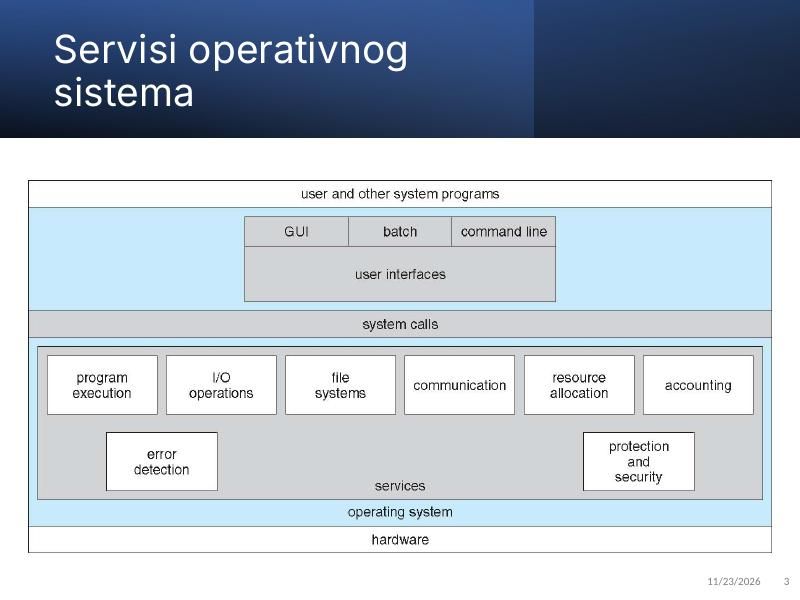 Servisi operativnog
sistema
user and other system programs
GUI
batch
command line
user interfaces
system calls
program
execution
I/O
operations
file
systems
communication
resource
allocation
accounting
error
detection
protection
and
security
services
operating system
hardware
11/23/2026
3